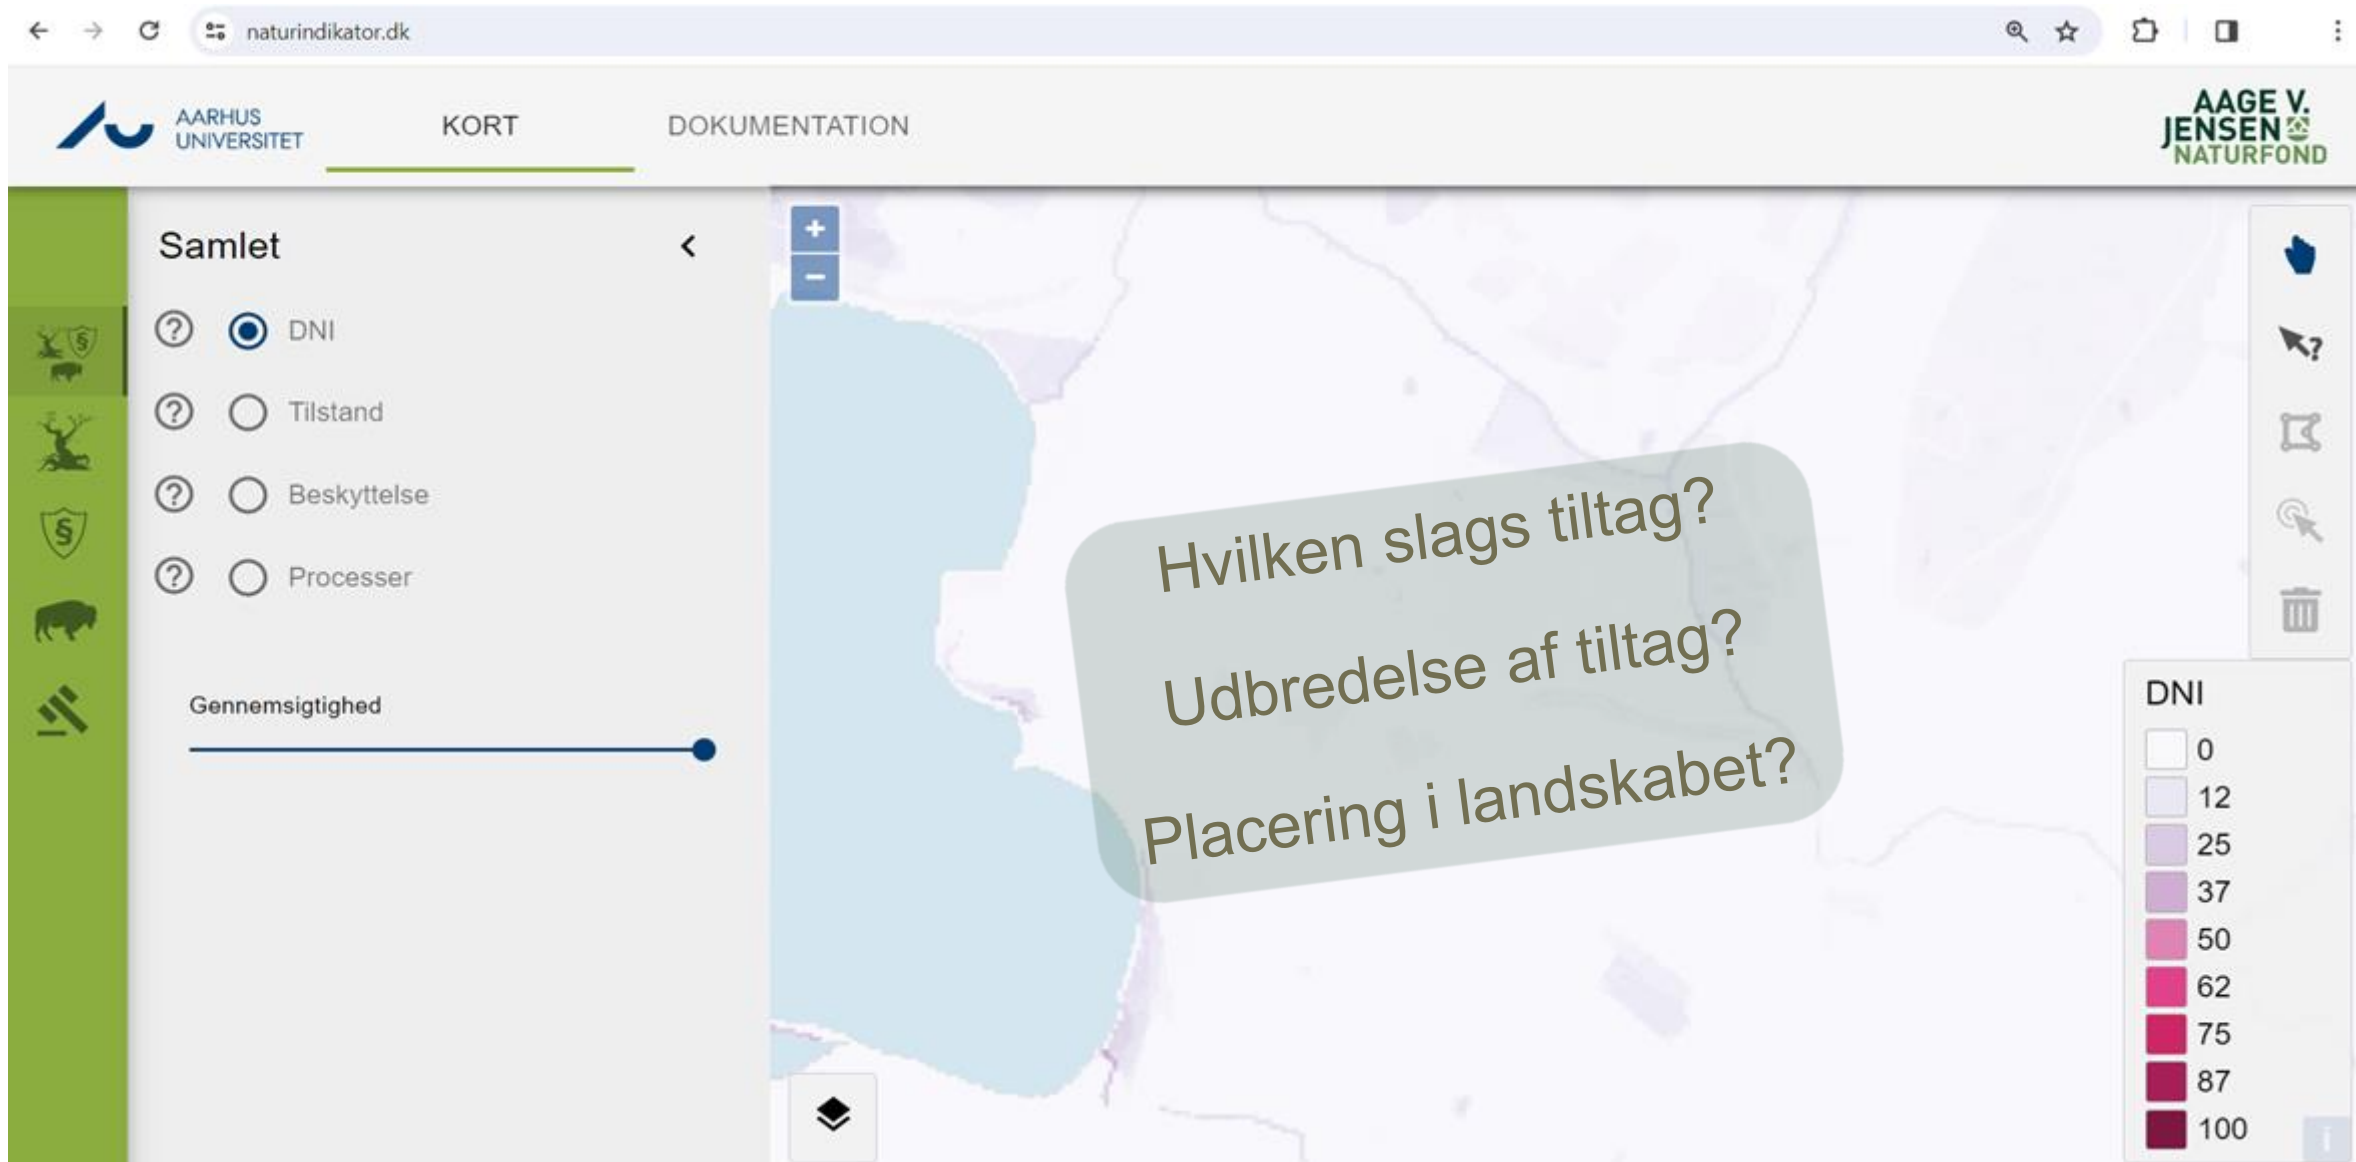 naturindikator.dk
AARHUS
UNIVERSITET
KORT
DOKUMENTATION
AAGE V.
JENSEN
NATURFOND
Samlet
? DNI
? Tilstand
? Beskyttelse
? Processer
Gennemsigtighed
+
−
§
§
?
Hvilken slags tiltag?
Udbredelse af tiltag?
Placering i landskabet?
DNI
0
12
25
37
50
62
75
87
100
i